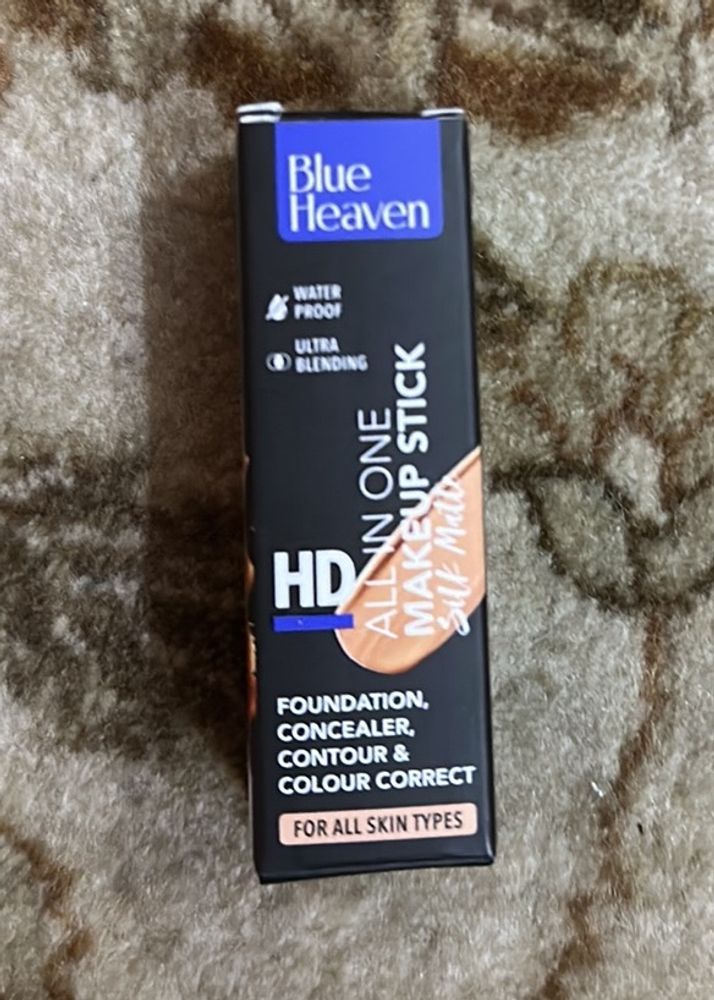 Blue
Heaven
WATER
PROOF
ULTRA
BLENDING
HD
ALL IN ONE
MAKEUP STICK
Silk Matte
FOUNDATION,
CONCEALER,
CONTOUR &
COLOUR CORRECT
FOR ALL SKIN TYPES